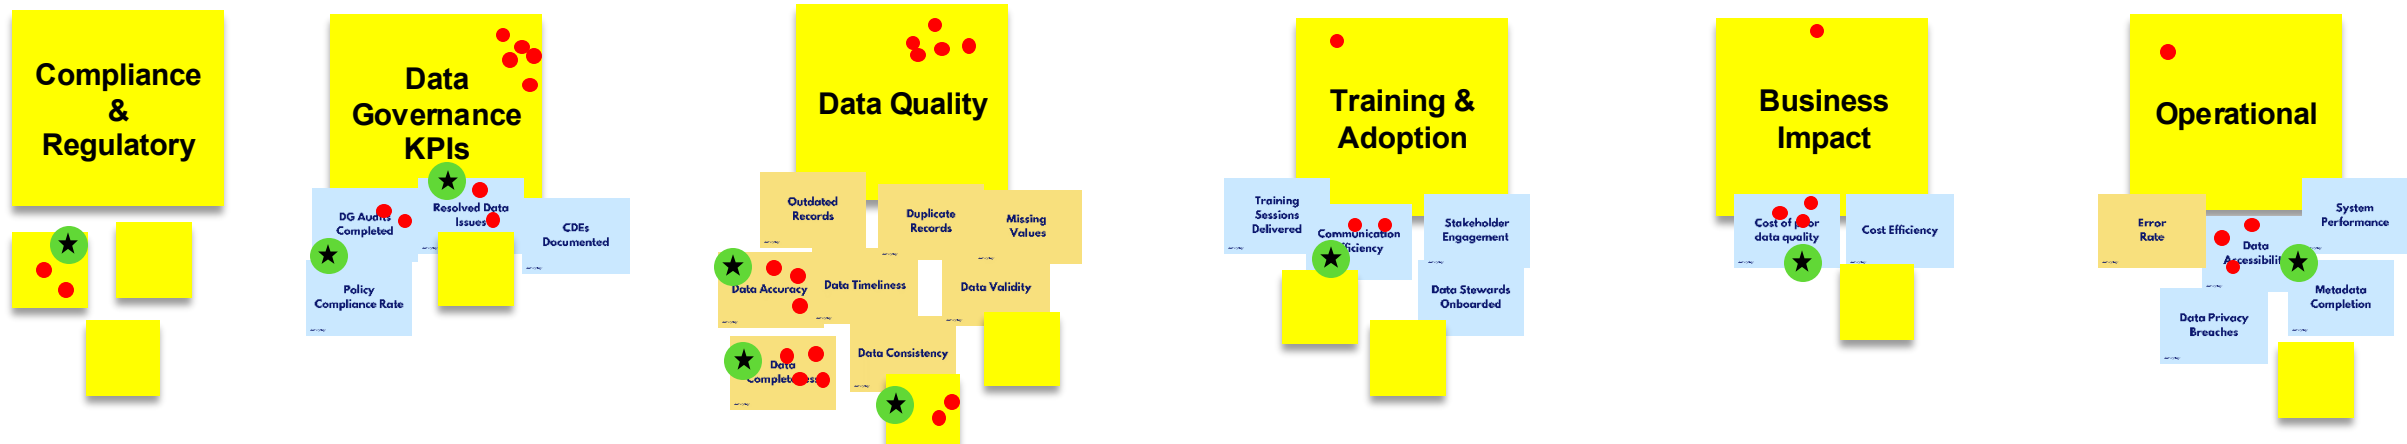 Compliance
&
Regulatory
Data
Governance
KPIs
DG Audits
Completed
Resolved Data
Issues
CDEs
Documented
Policy
Compliance Rate
Data Quality
Outdated
Records
Duplicate
Records
Missing
Values
Data Accuracy
Data Timeliness
Data Validity
Data
Data Consistency
Training &
Adoption
Training
Sessions
Delivered
Communication
Stakeholder
Engagement
Data Stewards
Onboarded
Business
Impact
Cost of poor
data quality
Cost Efficiency
Operational
Error
Rate
Data
System
Performance
Metadata
Completion
Data Privacy
Breaches